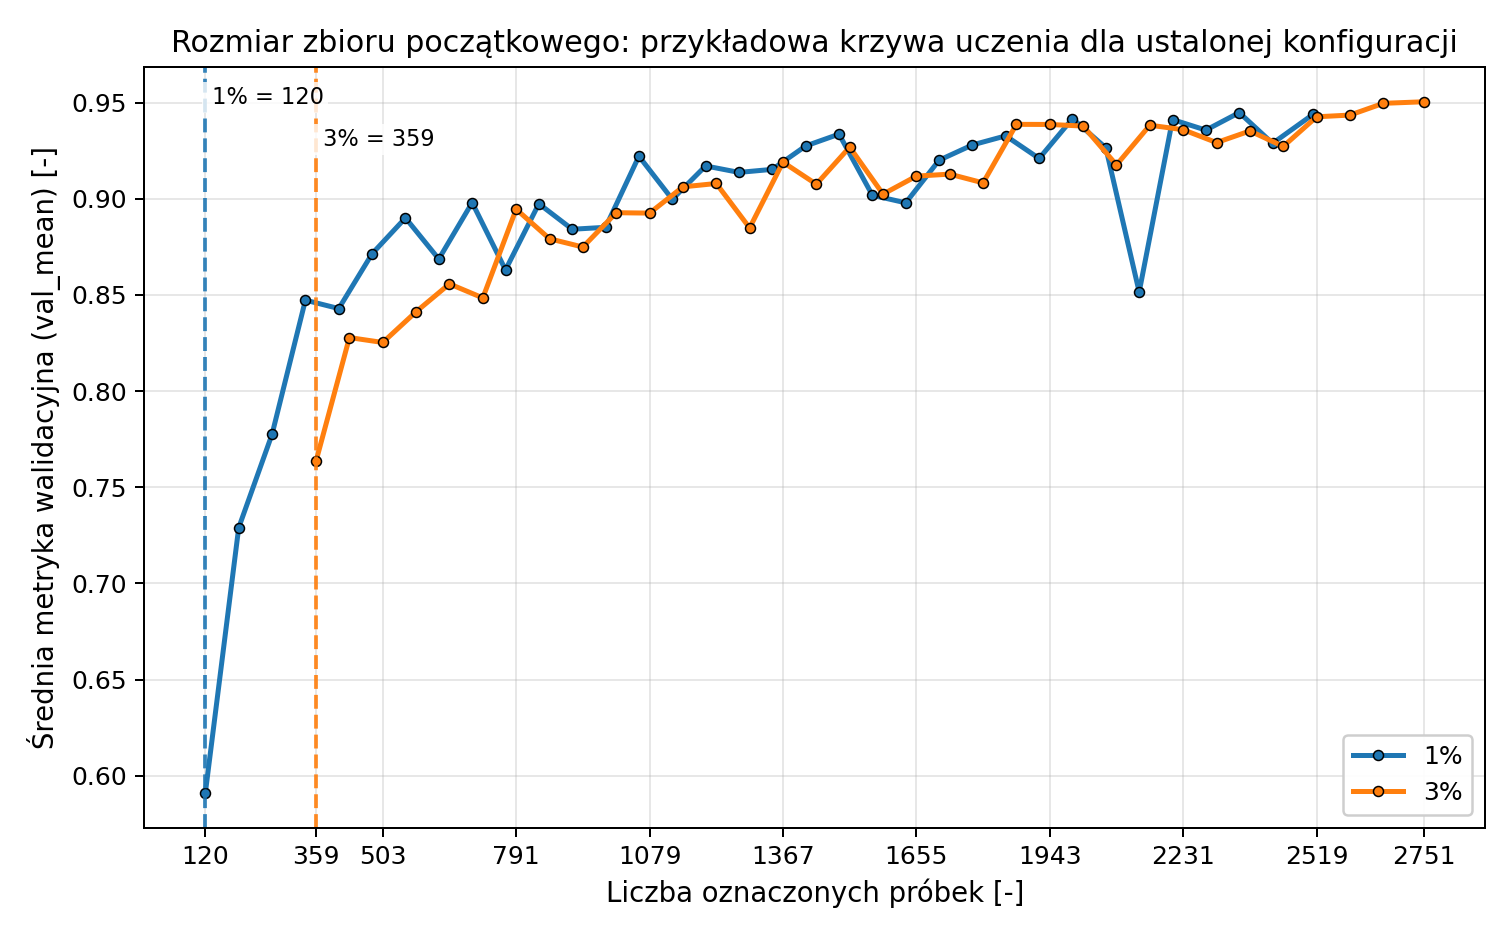 Rozmiar zbioru początkowego: przykładowa krzywa uczenia dla ustalonej konfiguracji
1% = 120
3% = 359
Średnia metryka walidacyjna (val_mean) [-]
0.95
0.90
0.85
0.80
0.75
0.70
0.65
0.60
1%
3%
120 359 503 791 1079 1367 1655 1943 2231 2519 2751
Liczba oznaczonych próbek [-]